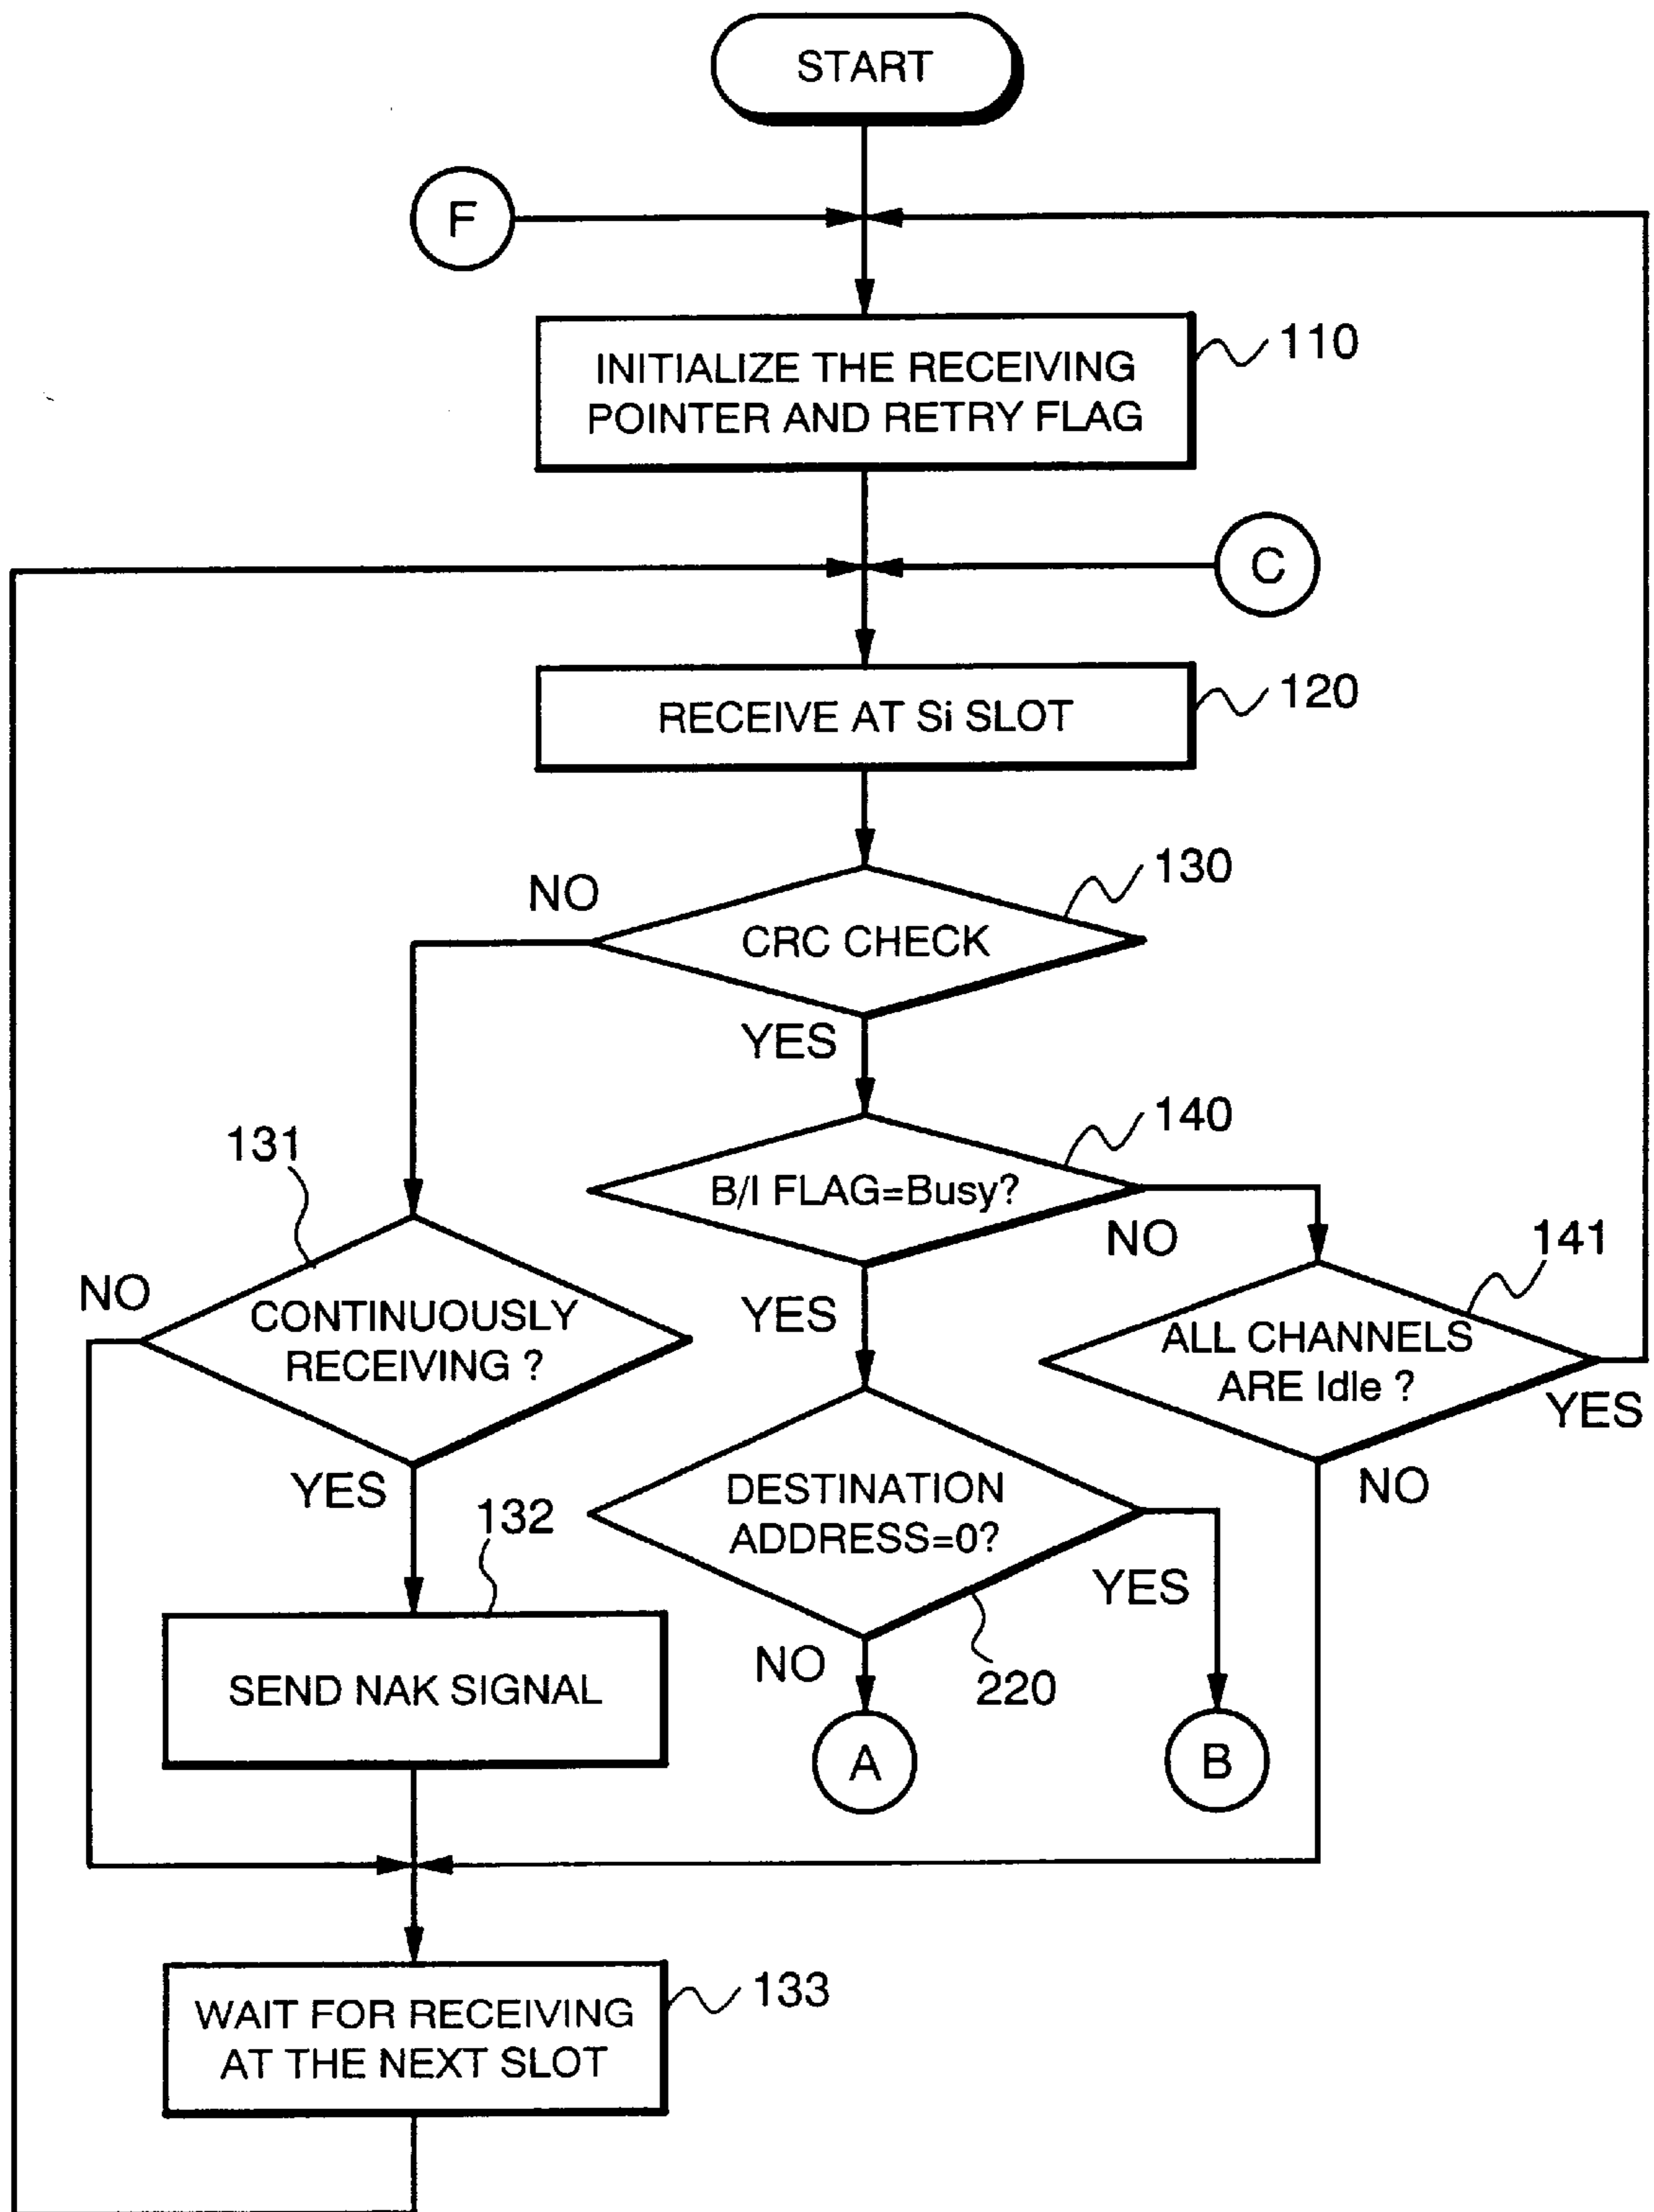 START
F
INITIALIZE THE RECEIVING
POINTER AND RETRY FLAG
110
C
RECEIVE AT Si SLOT
120
130
NO
CRC CHECK
YES
140
131
B/I FLAG=Busy?
NO
141
NO
YES
CONTINUOUSLY
RECEIVING ?
ALL CHANNELS
ARE Idle ?
YES
YES
NO
DESTINATION
ADDRESS=0?
132
YES
NO
220
SEND NAK SIGNAL
A
B
WAIT FOR RECEIVING
AT THE NEXT SLOT
133